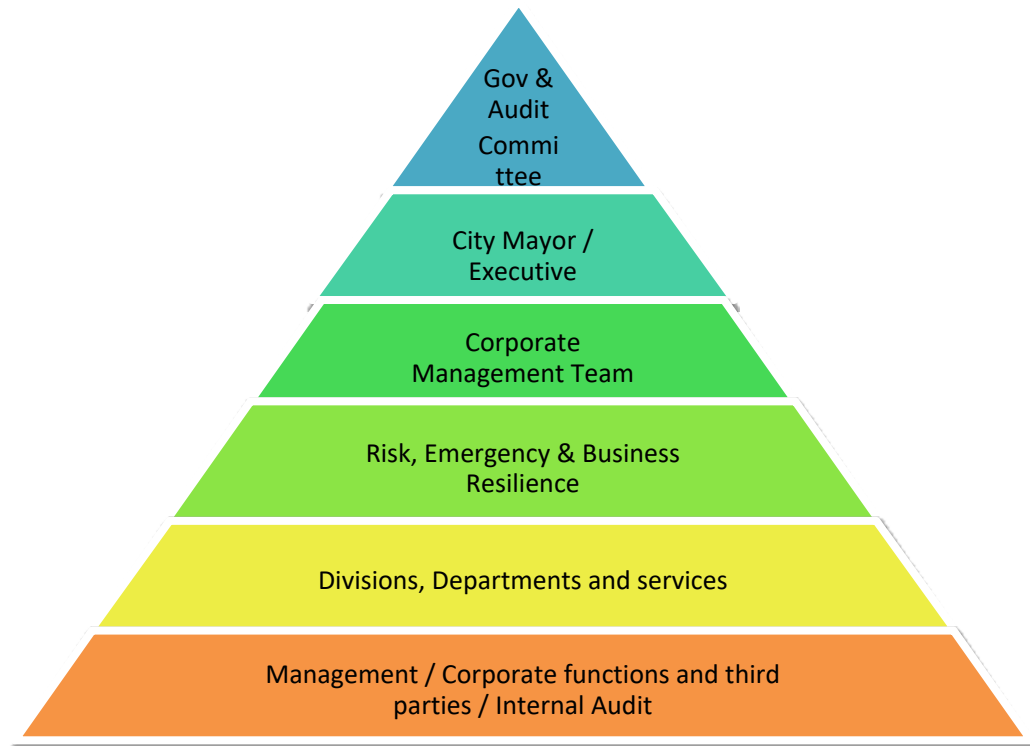 Gov &
Audit
Commi
ttee
City Mayor /
Executive
Corporate
Management Team
Risk, Emergency & Business
Resilience
Divisions, Departments and services
Management / Corporate functions and third
parties / Internal Audit